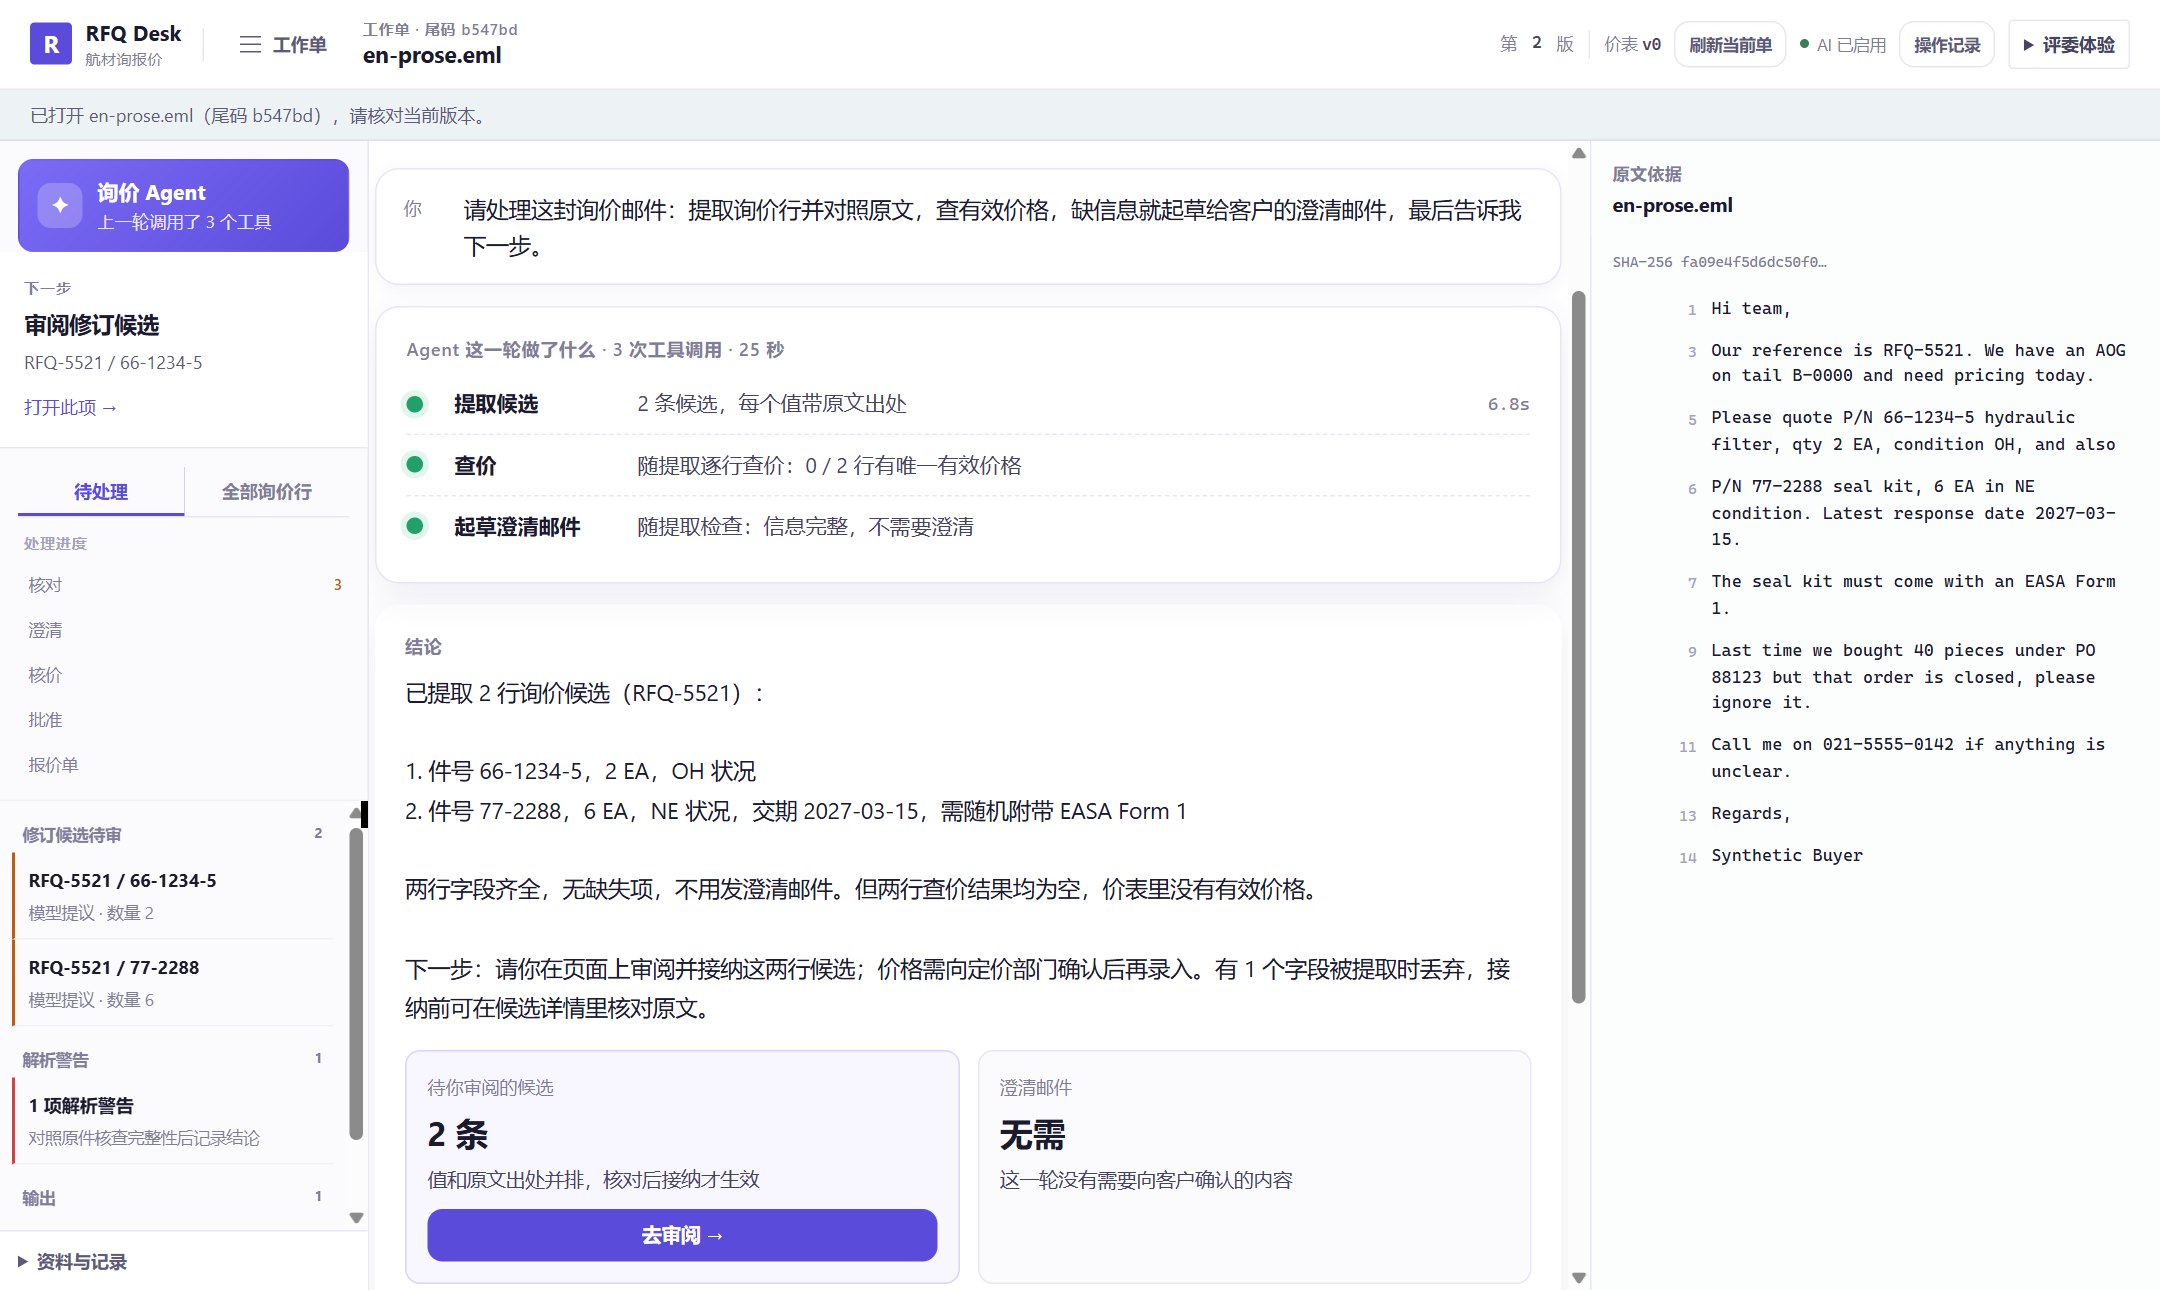 R
RFQ Desk
航材询报价
工作单
工作单 · 尾码 b547bd
en-prose.eml
第 2 版
价表 v0
刷新当前单
AI 已启用
操作记录
▶ 评委体验
已打开 en-prose.eml（尾码 b547bd），请核对当前版本。
询价 Agent
上一轮调用了 3 个工具
下一步
审阅修订候选
RFQ-5521 / 66-1234-5
打开此项 →
待处理
全部询价行
处理进度
核对 3
澄清
核价
批准
报价单
修订候选待审 2
RFQ-5521 / 66-1234-5
模型提议 · 数量 2
RFQ-5521 / 77-2288
模型提议 · 数量 6
解析警告 1
1 项解析警告
对照原件核查完整性后记录结论
输出 1
▶ 资料与记录
你
请处理这封询价邮件：提取询价行并对照原文，查有效价格，缺信息就起草给客户的澄清邮件，最后告诉我
下一步。
Agent 这一轮做了什么 · 3 次工具调用 · 25 秒
提取候选 2 条候选，每个值带原文出处 6.8s
查价 随提取逐行查价：0 / 2 行有唯一有效价格
起草澄清邮件 随提取检查：信息完整，不需要澄清
结论
已提取 2 行询价候选（RFQ-5521）：
1. 件号 66-1234-5，2 EA，OH 状况
2. 件号 77-2288，6 EA，NE 状况，交期 2027-03-15，需随机附带 EASA Form 1
两行字段齐全，无缺失项，不用发澄清邮件。但两行查价结果均为空，价表里没有有效价格。
下一步：请你在页面上审阅并接纳这两行候选；价格需向定价部门确认后再录入。有 1 个字段被提取时丢弃，接
纳前可在候选详情里核对原文。
待你审阅的候选
2 条
值和原文出处并排，核对后接纳才生效
去审阅 →
澄清邮件
无需
这一轮没有需要向客户确认的内容
原文依据
en-prose.eml
SHA-256 fa09e4f5d6dc50f0…
1 Hi team,
3 Our reference is RFQ-5521. We have an AOG
on tail B-0000 and need pricing today.
5 Please quote P/N 66-1234-5 hydraulic
filter, qty 2 EA, condition OH, and also
6 P/N 77-2288 seal kit, 6 EA in NE
condition. Latest response date 2027-03-
15.
7 The seal kit must come with an EASA Form
1.
9 Last time we bought 40 pieces under PO
88123 but that order is closed, please
ignore it.
11 Call me on 021-5555-0142 if anything is
unclear.
13 Regards,
14 Synthetic Buyer